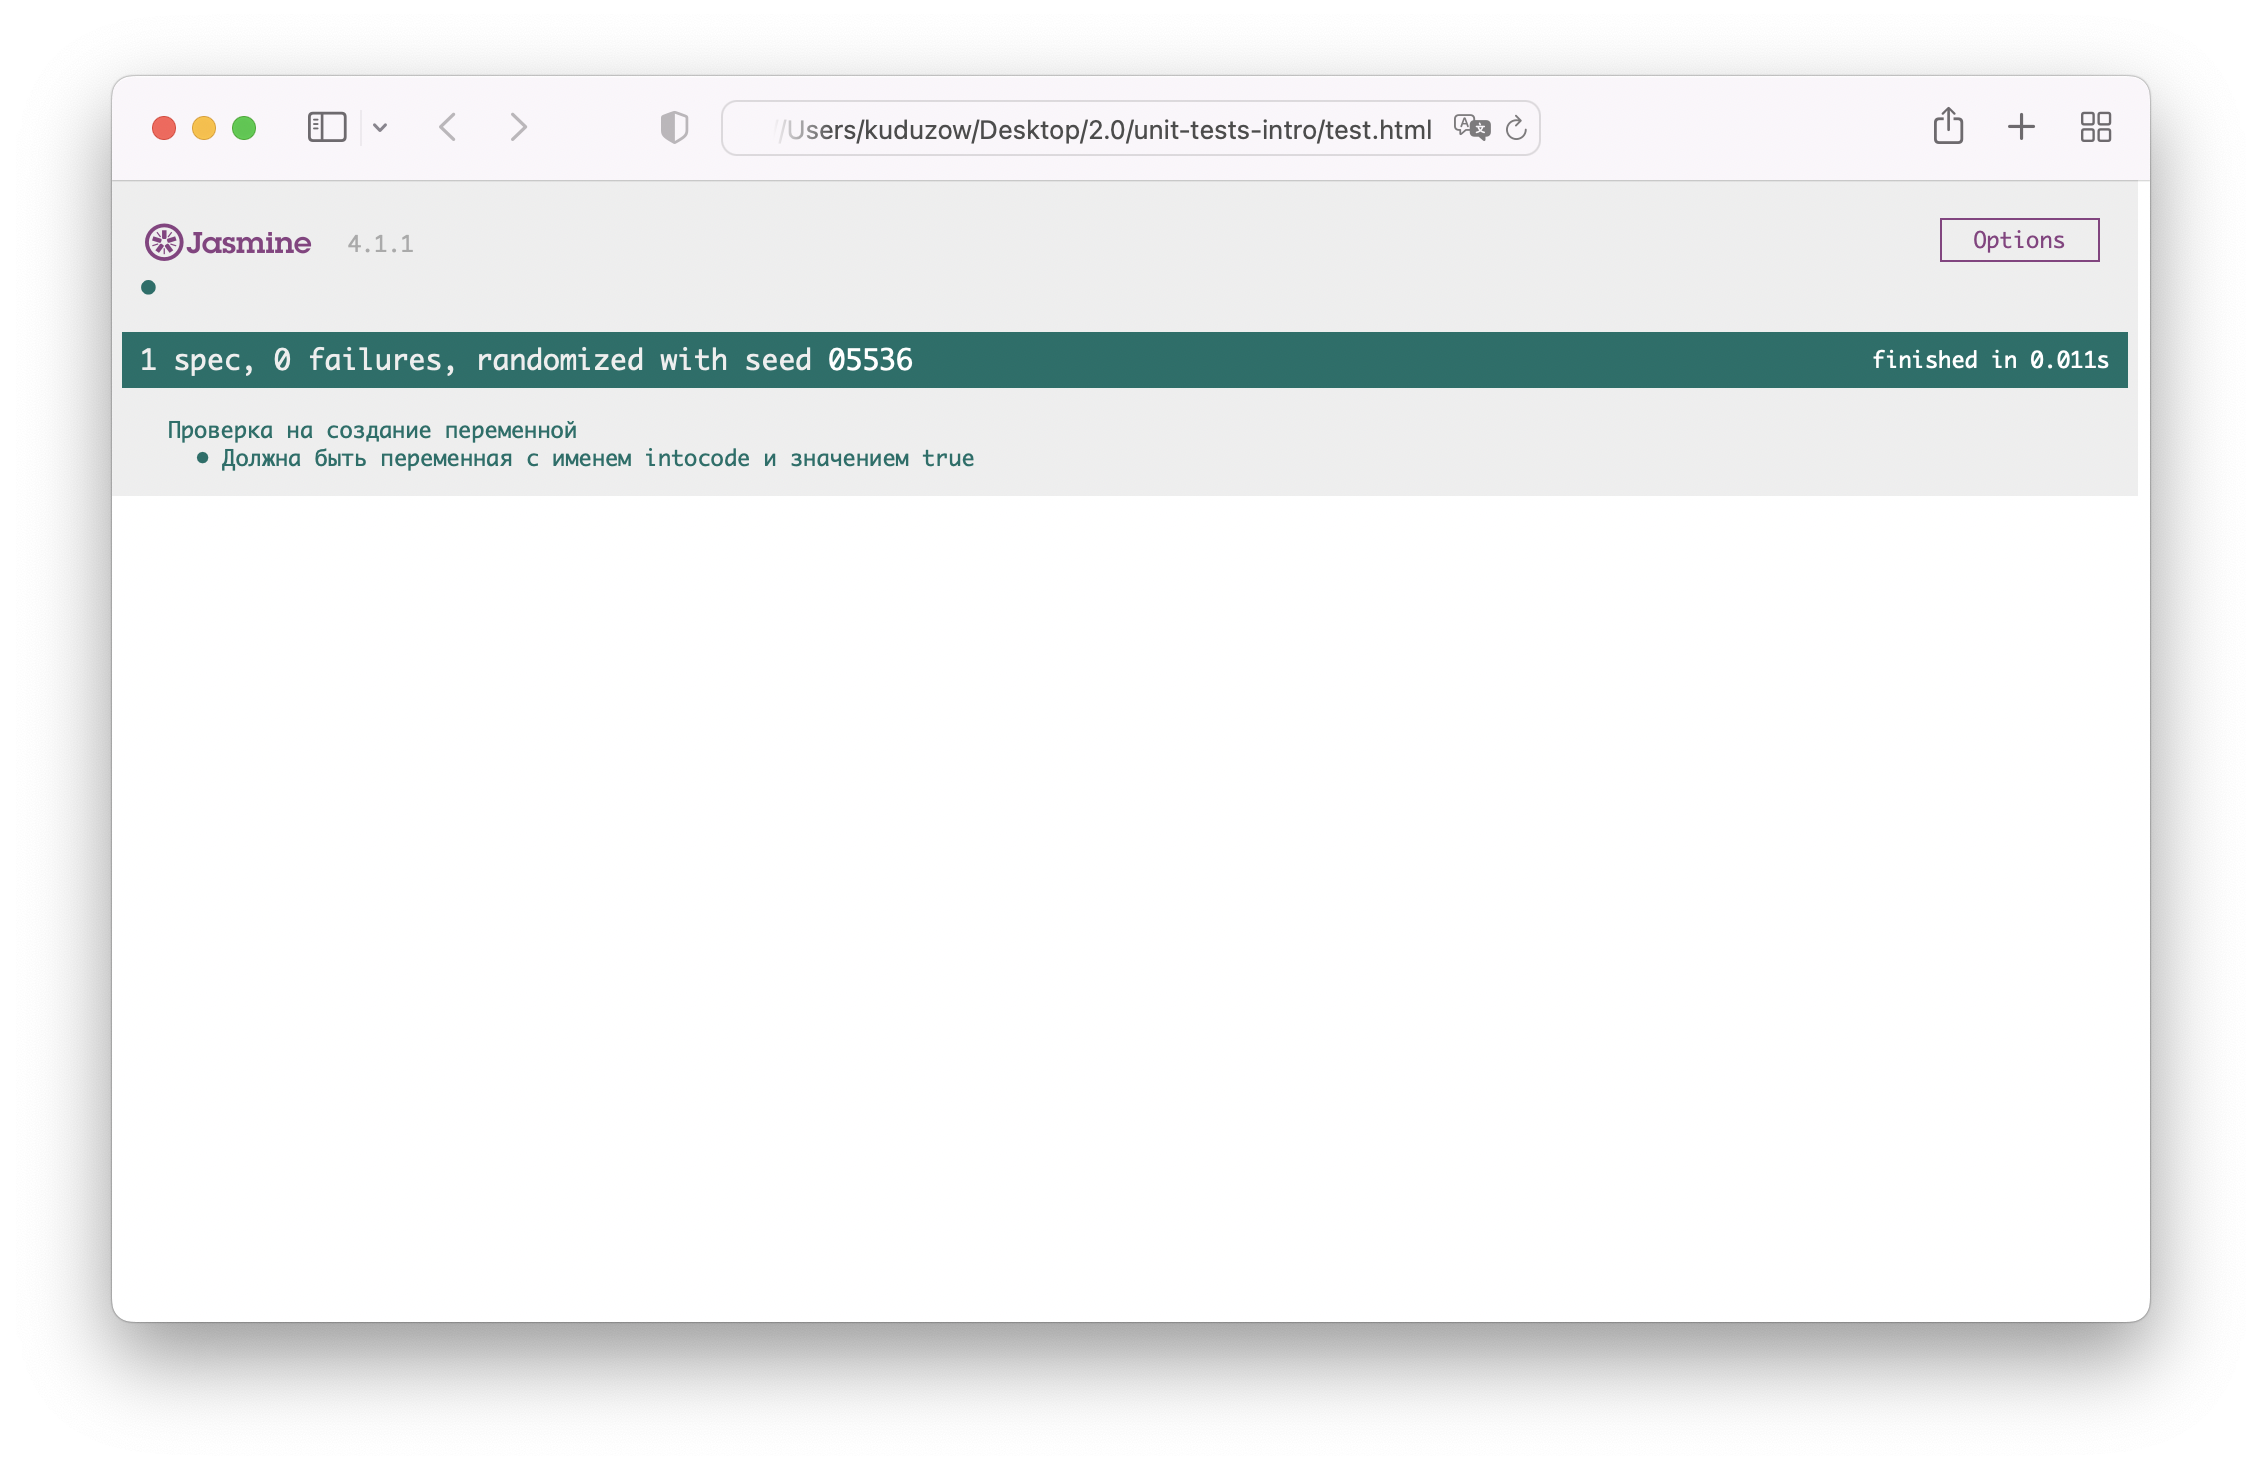 /Users/kuduzow/Desktop/2.0/unit-tests-intro/test.html
Jasmine 4.1.1
Options
1 spec, 0 failures, randomized with seed 05536
finished in 0.011s
Проверка на создание переменной
Должна быть переменная с именем intocode и значением true